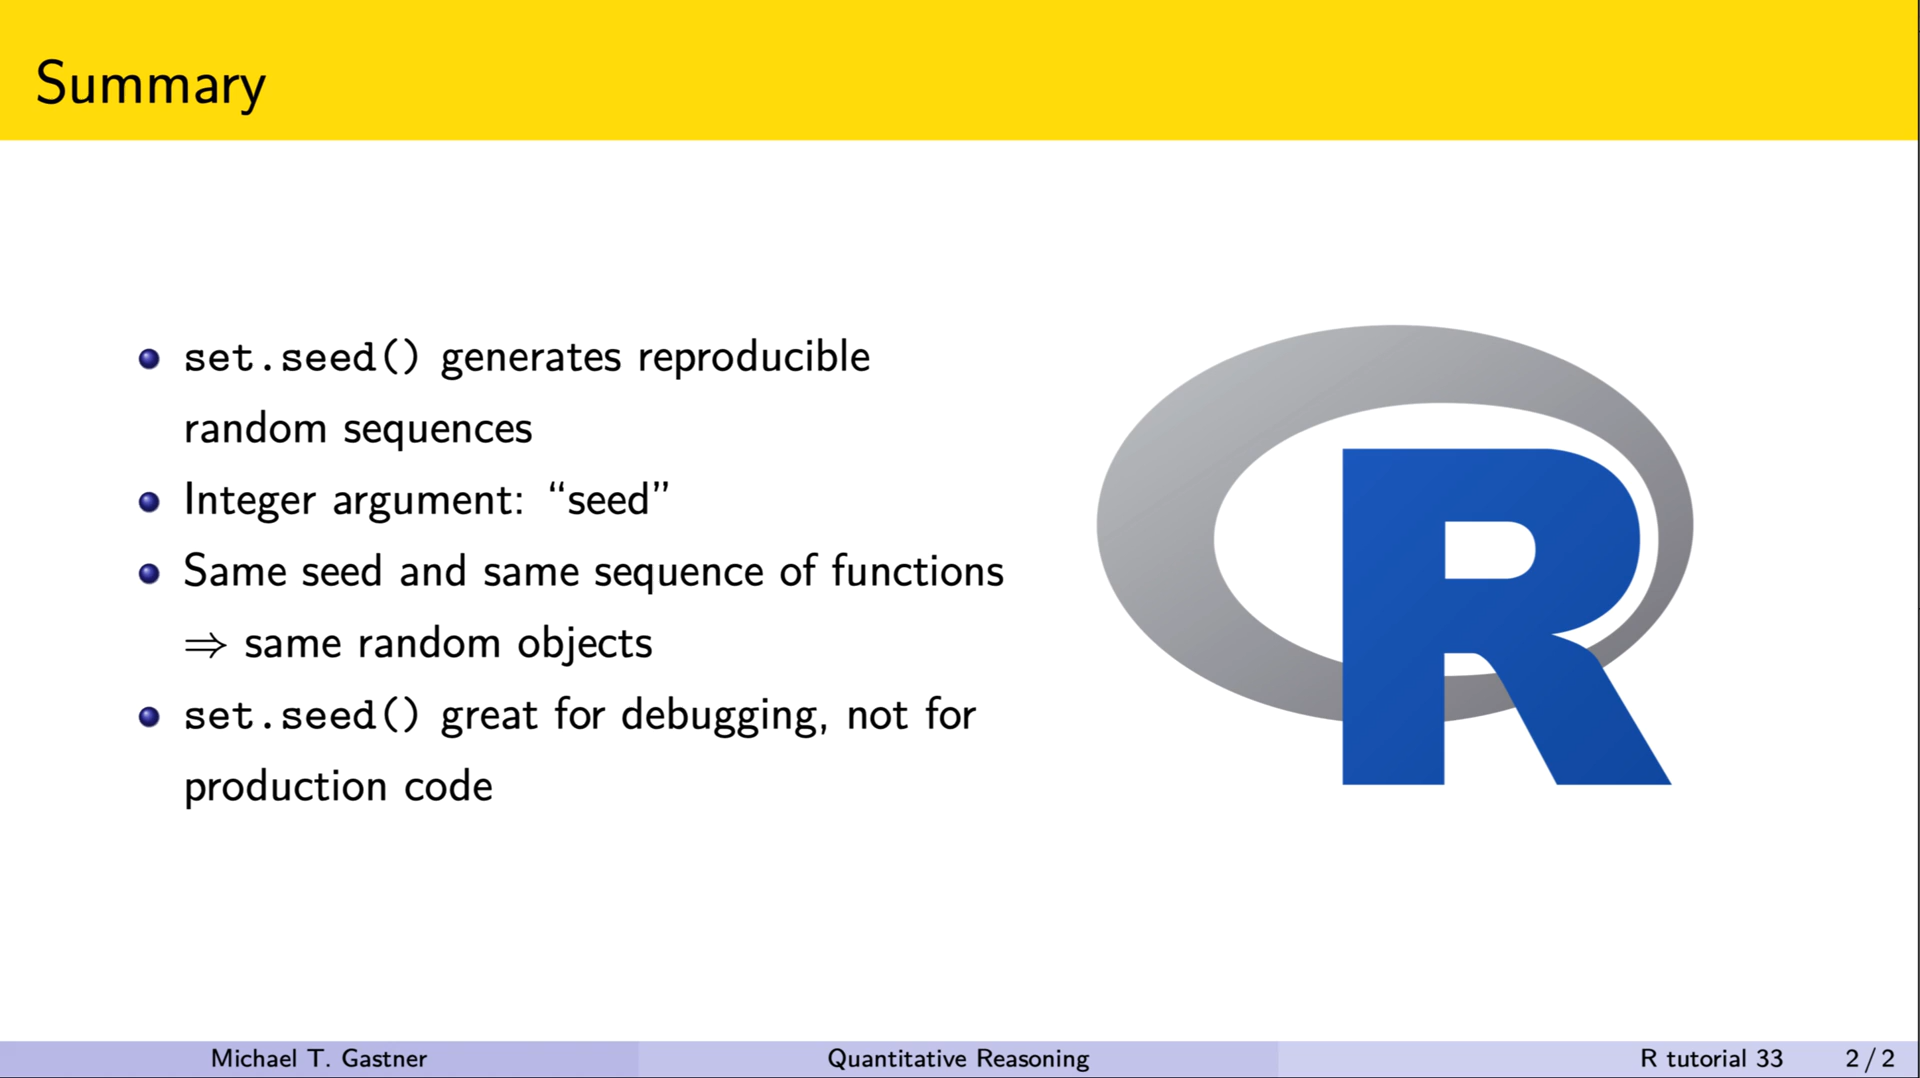 Summary
set.seed() generates reproducible
random sequences
Integer argument: “seed”
Same seed and same sequence of functions
⇒ same random objects
set.seed() great for debugging, not for
production code
R
Michael T. Gastner
Quantitative Reasoning
R tutorial 33
2 / 2